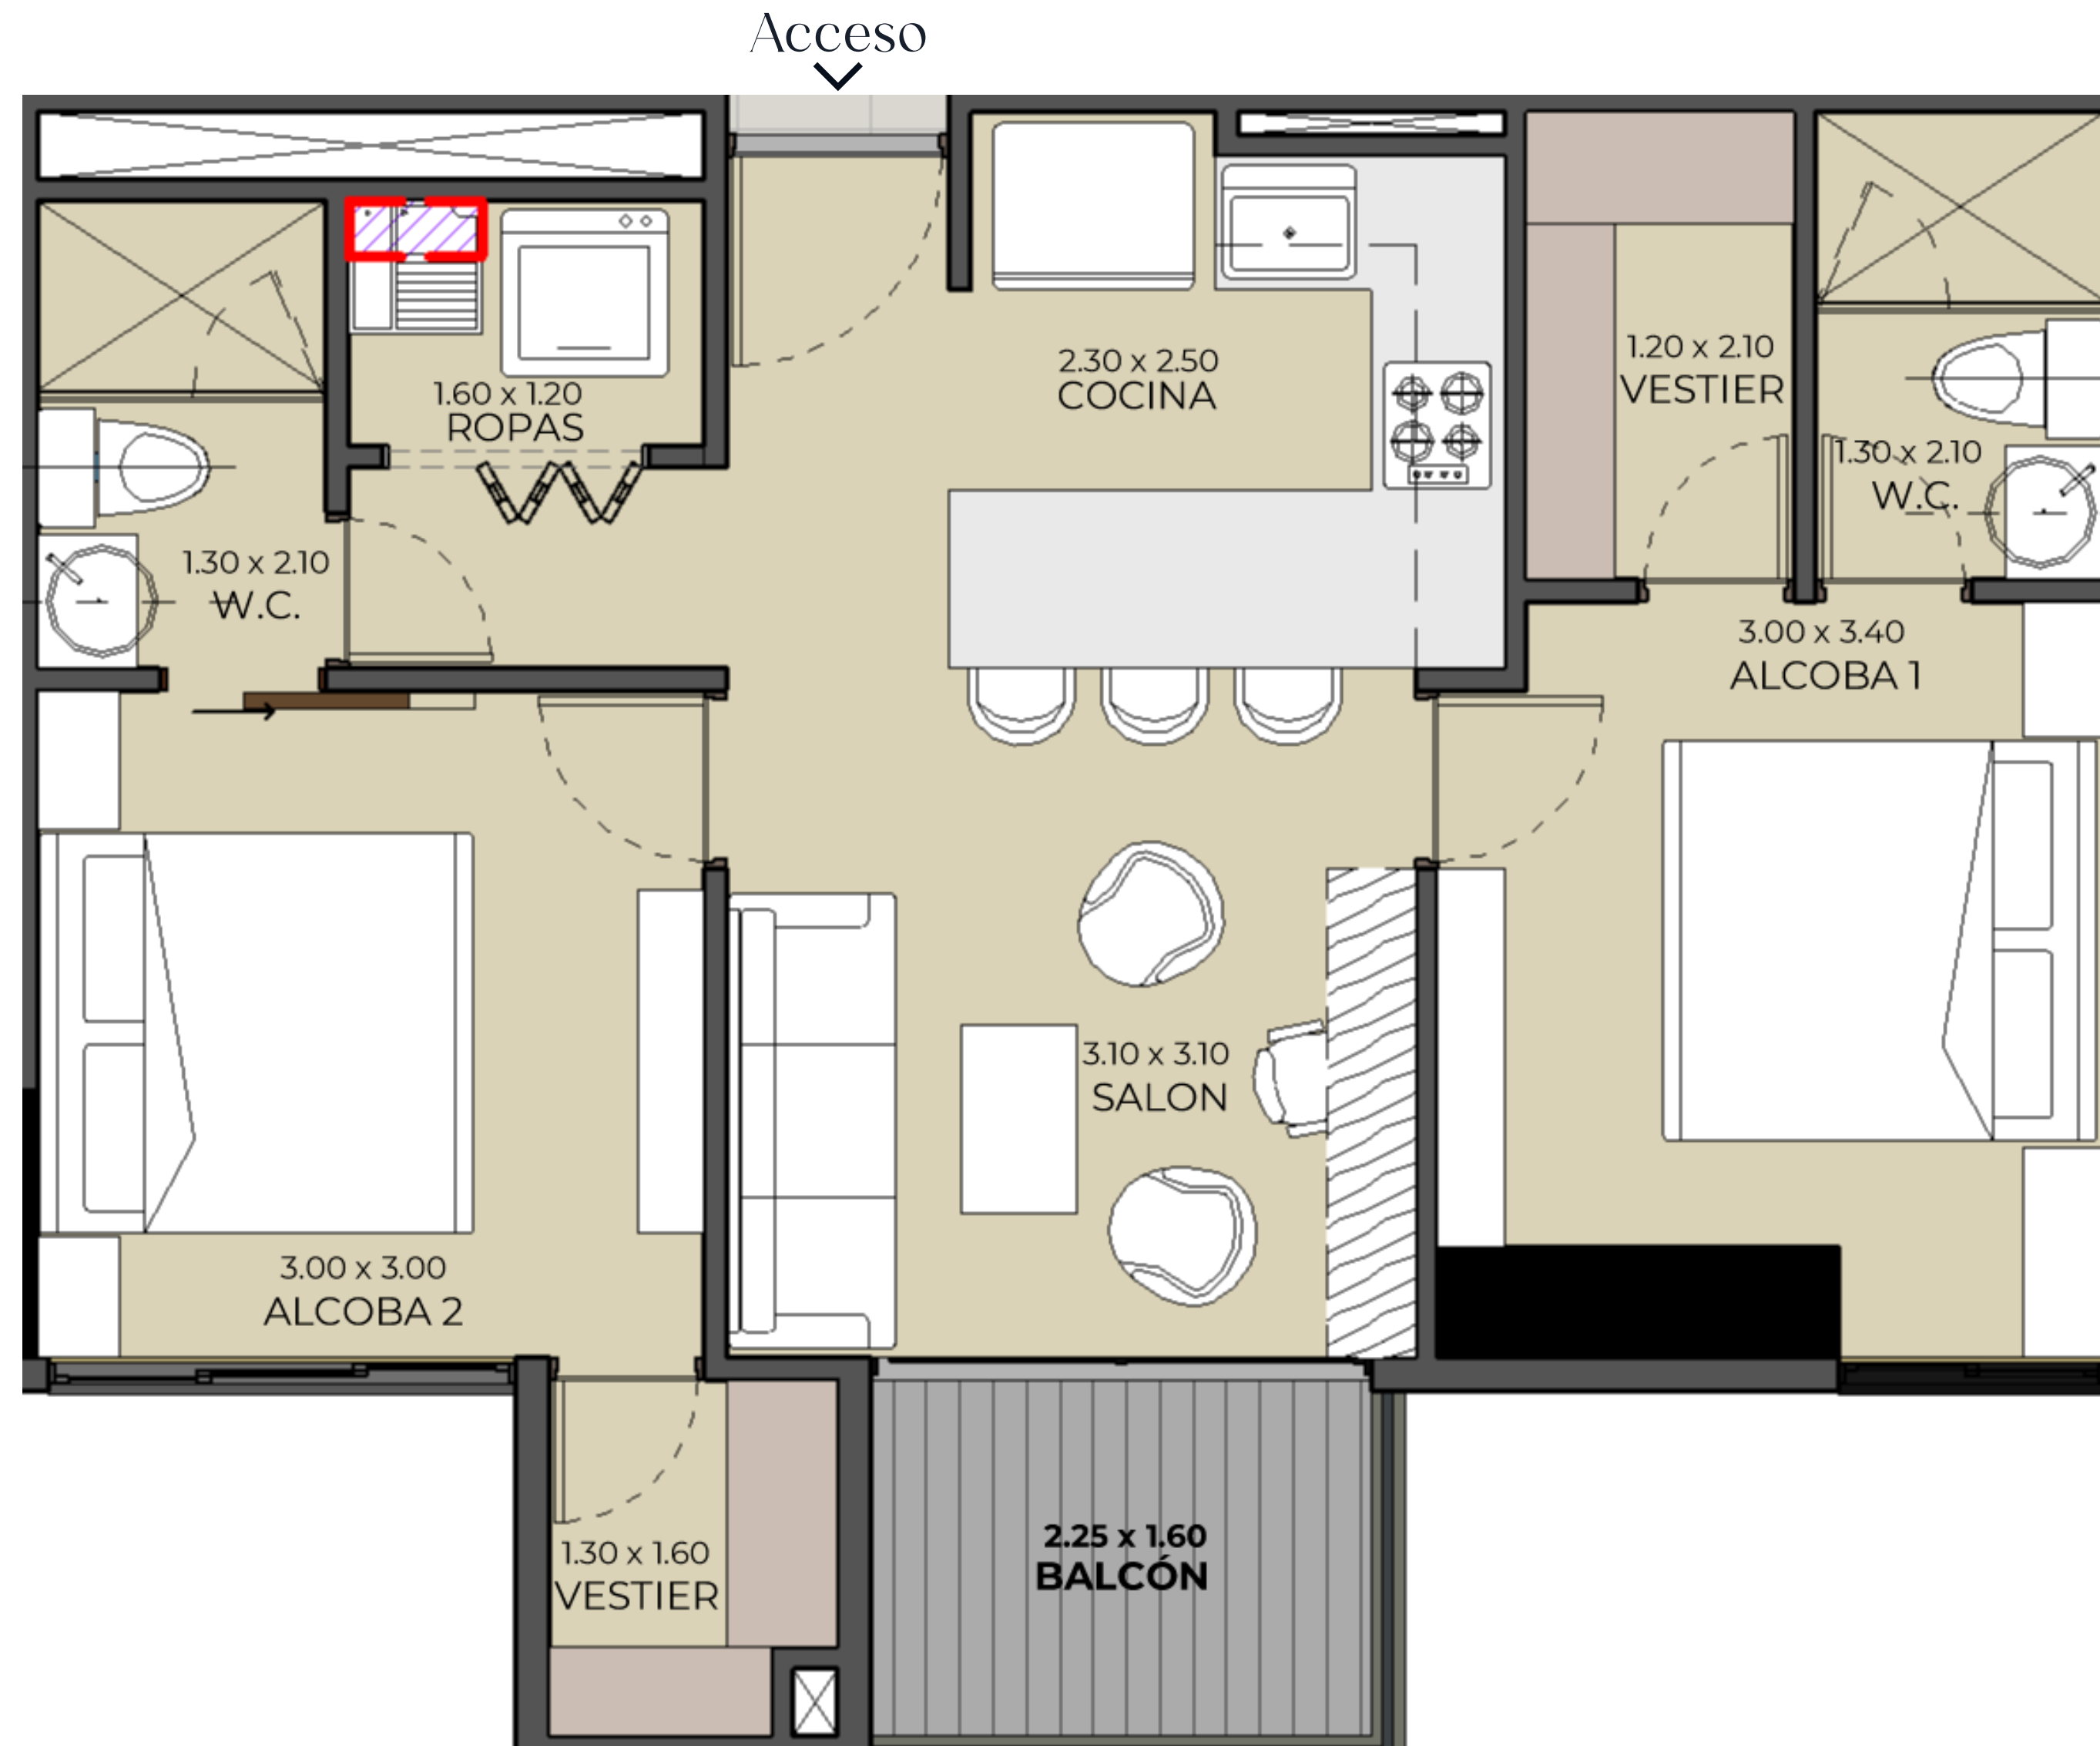 Acceso
2.30 x 2.50
COCINA
1.20 x 2.10
VESTIER
1.60 x 1.20
ROPAS
1.30 x 2.10
W.C.
1.30 x 2.10
W.C.
3.00 x 3.40
ALCOBA 1
3.10 x 3.10
SALON
3.00 x 3.00
ALCOBA 2
2.25 x 1.60
BALCÓN
1.30 x 1.60
VESTIER